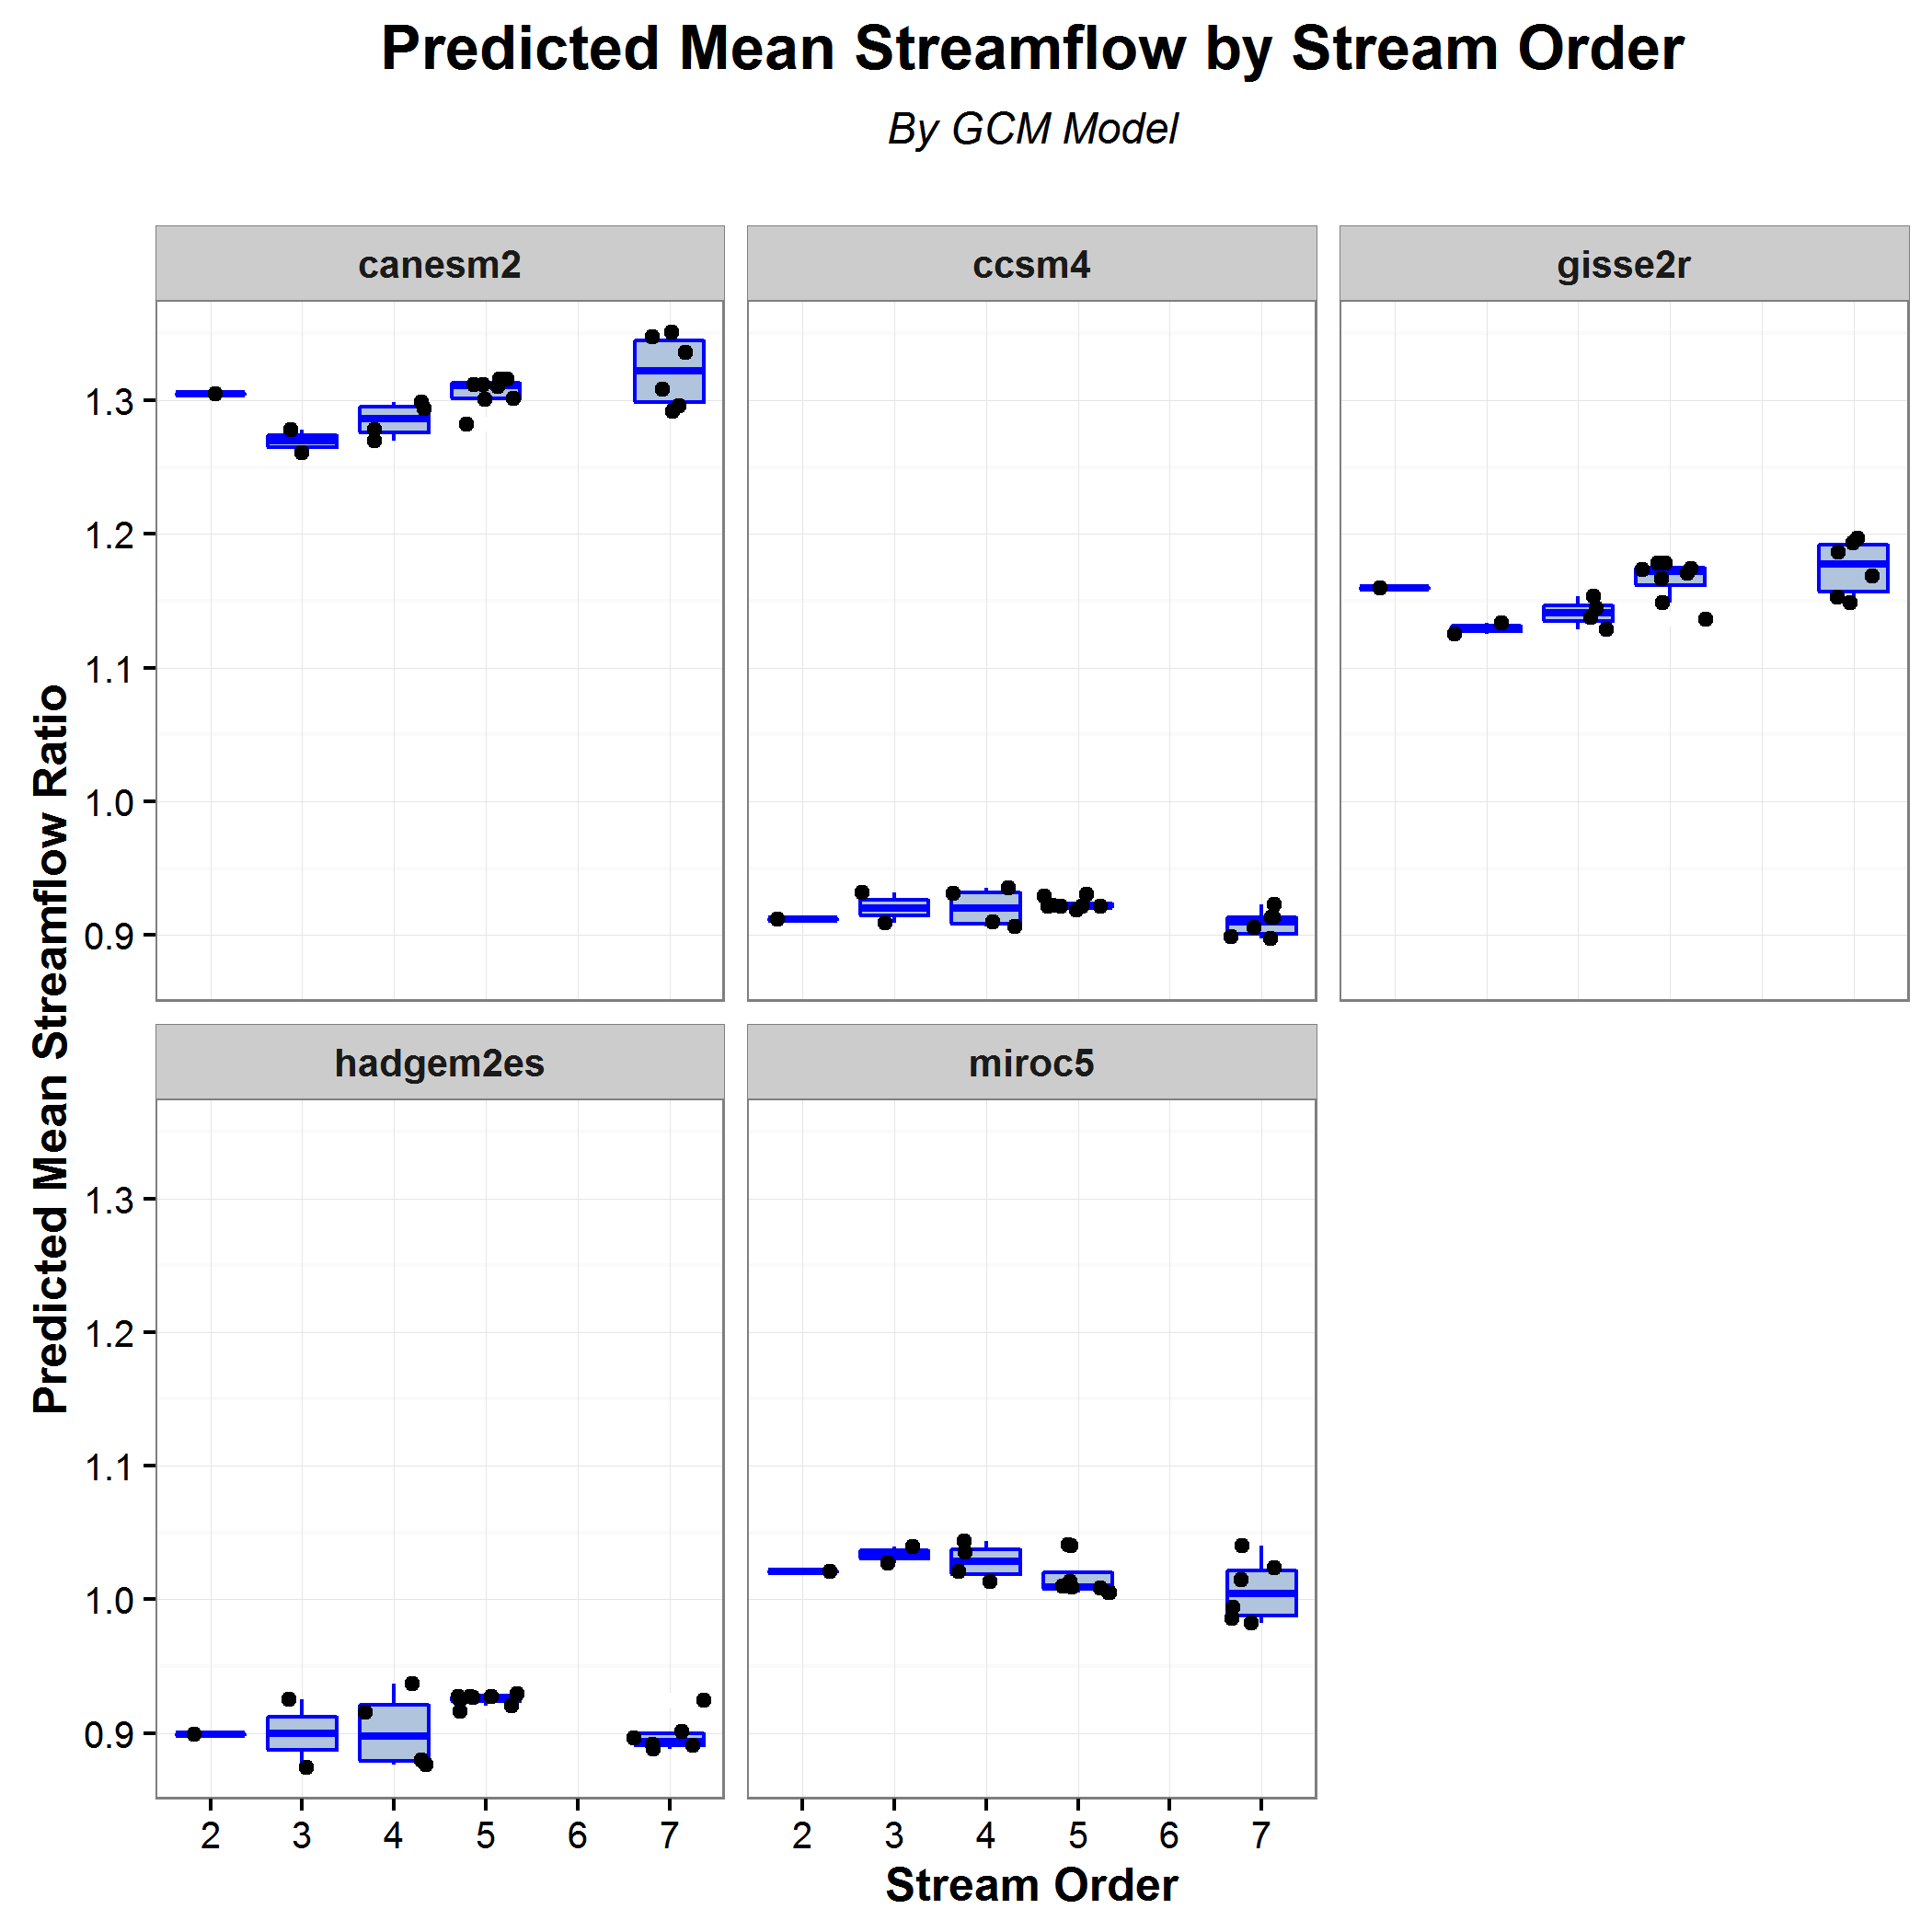 Predicted Mean Streamflow by Stream Order
By GCM Model
canesm2
ccsm4
gisse2r
1.3
1.2
1.1
1.0
0.9
Predicted Mean Streamflow Ratio
hadgem2es
miroc5
1.3
1.2
1.1
1.0
0.9
2 3 4 5 6 7
2 3 4 5 6 7
Stream Order